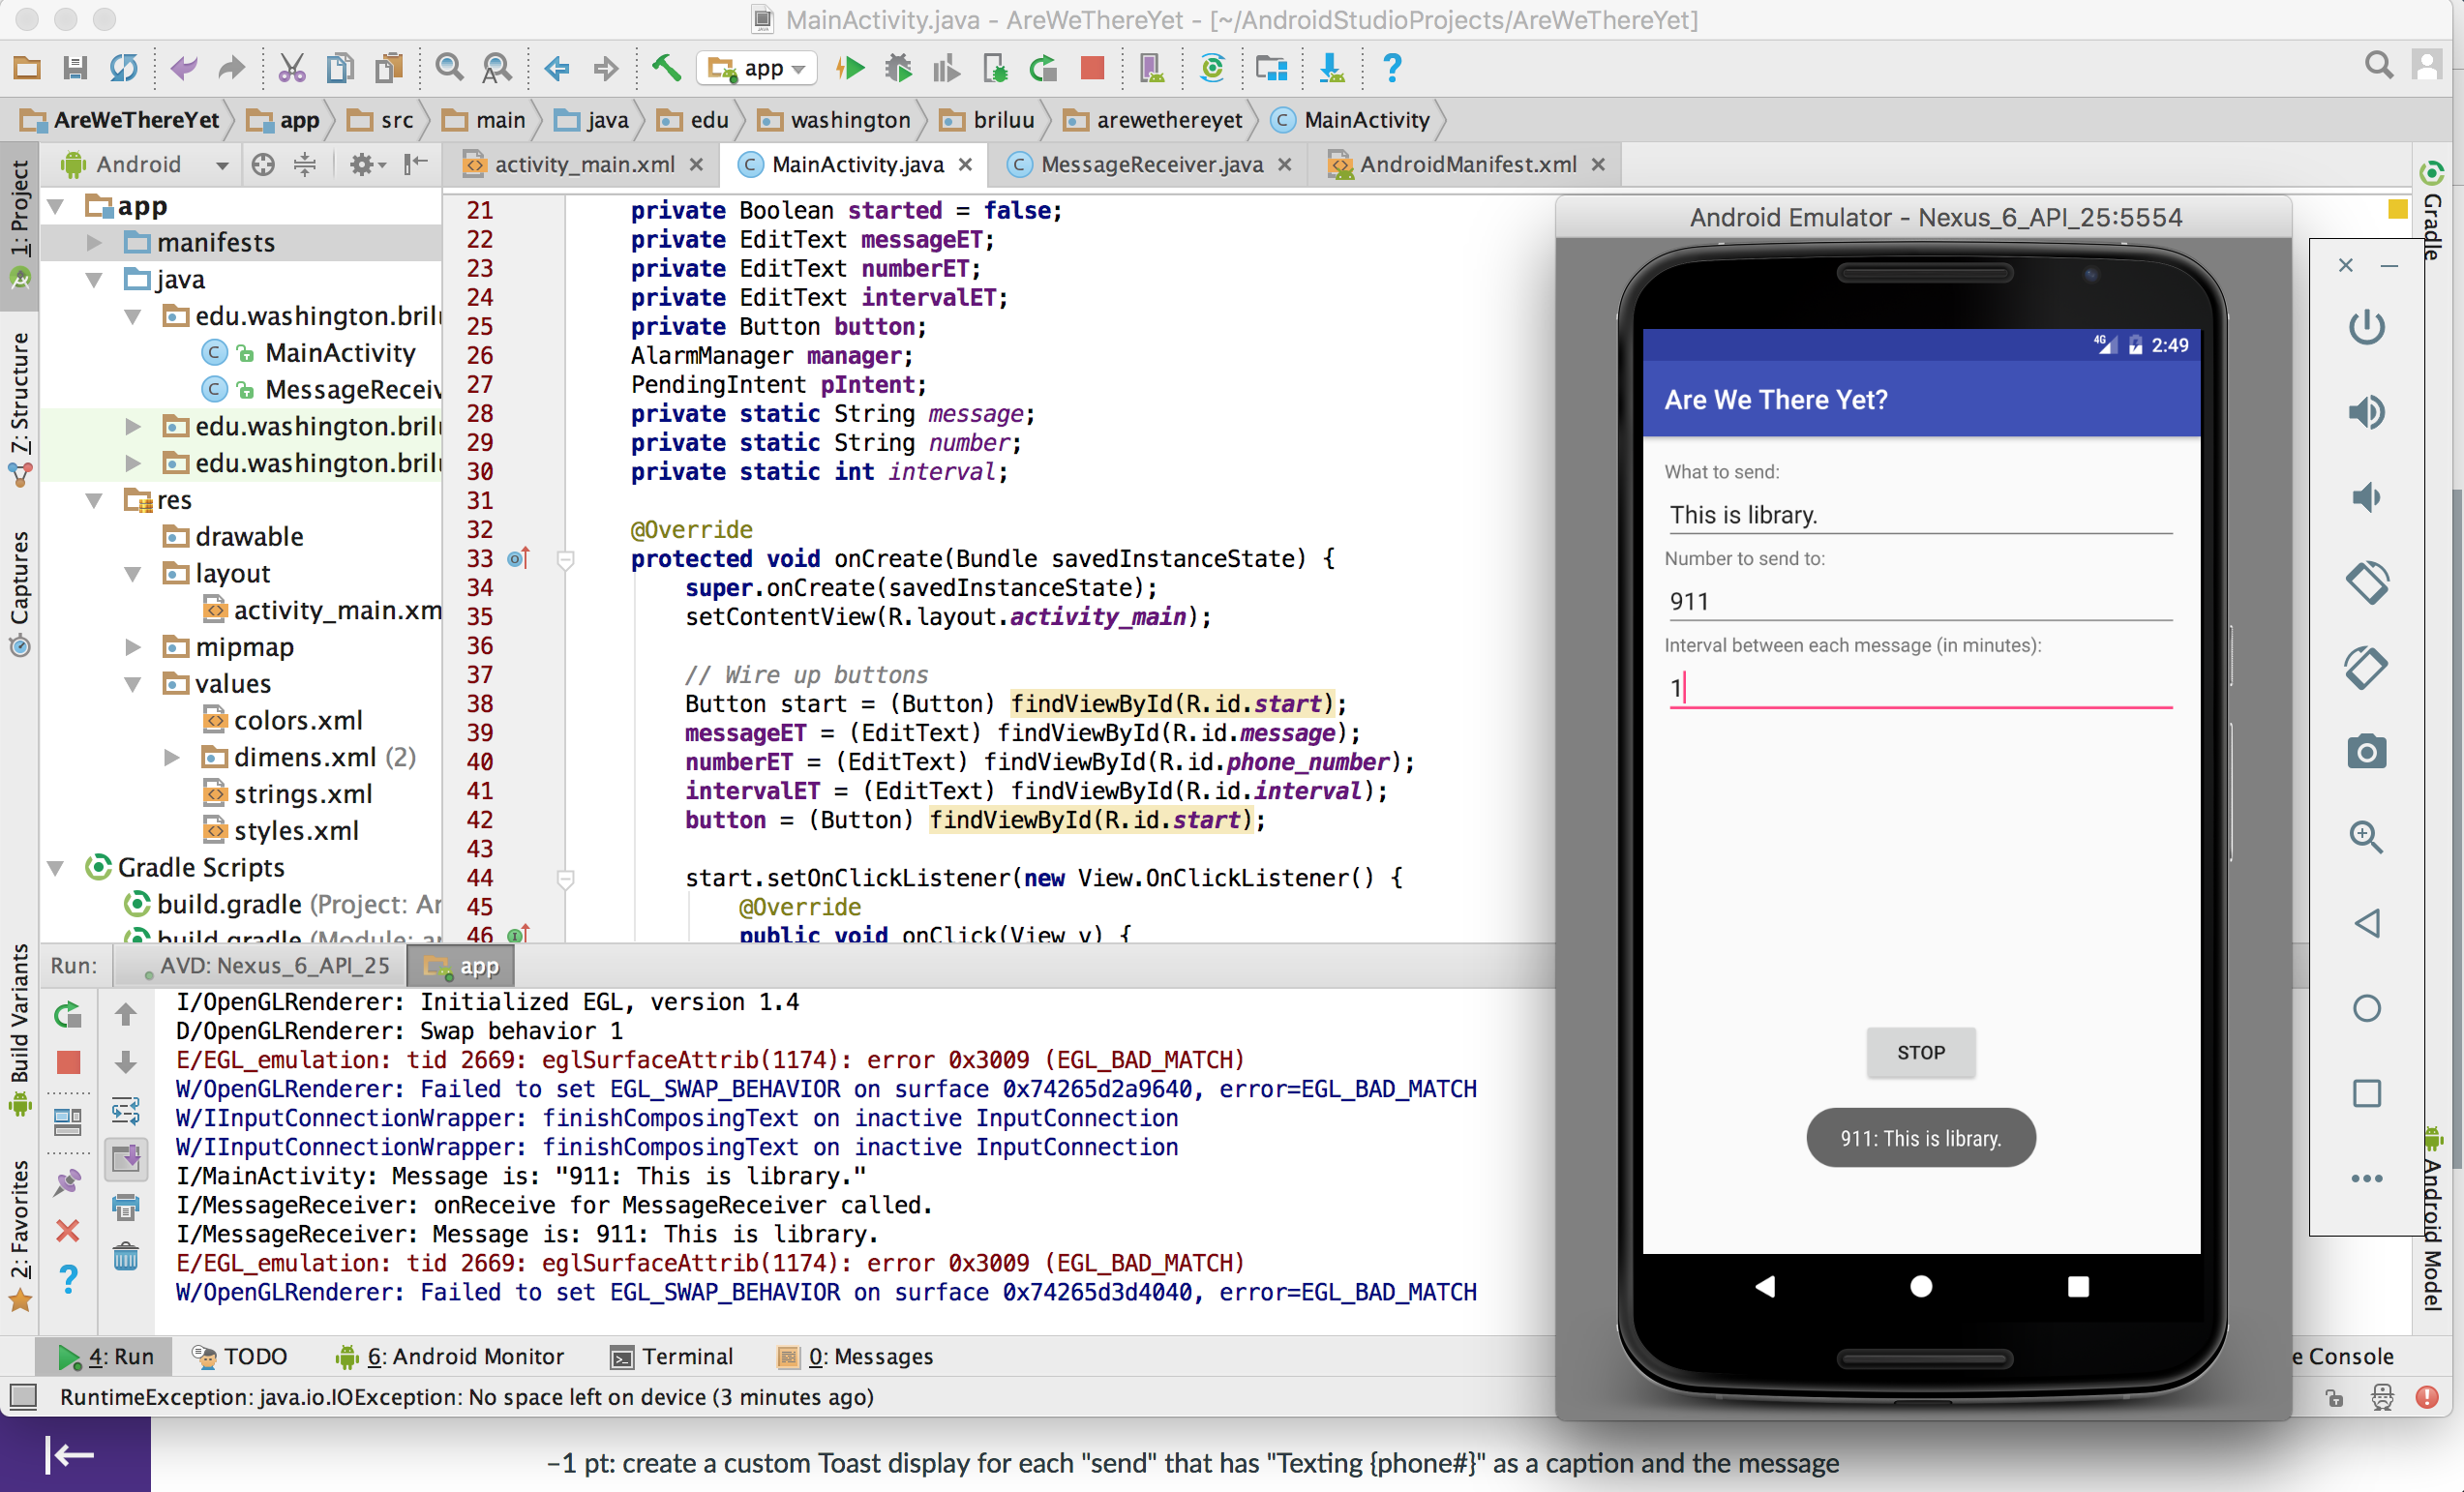 MainActivity.java - AreWeThereYet - [~/AndroidStudioProjects/AreWeThereYet]
app
AreWeThereYet app src main java edu washington briluu arewethereyet MainActivity
Android
activity_main.xml MainActivity.java MessageReceiver.java AndroidManifest.xml
1: Project
7: Structure
Captures
Build Variants
2: Favorites
app
manifests
java
edu.washington.brilu
MainActivity
MessageReceiv
edu.washington.brilu
edu.washington.brilu
res
drawable
layout
activity_main.xm
mipmap
values
colors.xml
dimens.xml (2)
strings.xml
styles.xml
Gradle Scripts
build.gradle (Project: Ar
build.gradle (Module: a
21 private Boolean started = false;
22 private EditText messageET;
23 private EditText numberET;
24 private EditText intervalET;
25 private Button button;
26 AlarmManager manager;
27 PendingIntent pIntent;
28 private static String message;
29 private static String number;
30 private static int interval;
31
32 @Override
33 protected void onCreate(Bundle savedInstanceState) {
34 super.onCreate(savedInstanceState);
35 setContentView(R.layout.activity_main);
36
37 // Wire up buttons
38 Button start = (Button) findViewById(R.id.start);
39 messageET = (EditText) findViewById(R.id.message);
40 numberET = (EditText) findViewById(R.id.phone_number);
41 intervalET = (EditText) findViewById(R.id.interval);
42 button = (Button) findViewById(R.id.start);
43
44 start.setOnClickListener(new View.OnClickListener() {
45 @Override
46 public void onClick(View v) {
Android Emulator - Nexus_6_API_25:5554
4G 2:49
Are We There Yet?
What to send:
This is library.
Number to send to:
911
Interval between each message (in minutes):
1
STOP
911: This is library.
Gradle
Android Model
Run: AVD: Nexus_6_API_25 app
I/OpenGLRenderer: Initialized EGL, version 1.4
D/OpenGLRenderer: Swap behavior 1
E/EGL_emulation: tid 2669: eglSurfaceAttrib(1174): error 0x3009 (EGL_BAD_MATCH)
W/OpenGLRenderer: Failed to set EGL_SWAP_BEHAVIOR on surface 0x74265d2a9640, error=EGL_BAD_MATCH
W/IInputConnectionWrapper: finishComposingText on inactive InputConnection
W/IInputConnectionWrapper: finishComposingText on inactive InputConnection
I/MainActivity: Message is: "911: This is library."
I/MessageReceiver: onReceive for MessageReceiver called.
I/MessageReceiver: Message is: 911: This is library.
E/EGL_emulation: tid 2669: eglSurfaceAttrib(1174): error 0x3009 (EGL_BAD_MATCH)
W/OpenGLRenderer: Failed to set EGL_SWAP_BEHAVIOR on surface 0x74265d3d4040, error=EGL_BAD_MATCH
4: Run TODO 6: Android Monitor Terminal 0: Messages e Console
RuntimeException: java.io.IOException: No space left on device (3 minutes ago)
–1 pt: create a custom Toast display for each "send" that has "Texting {phone#}" as a caption and the message